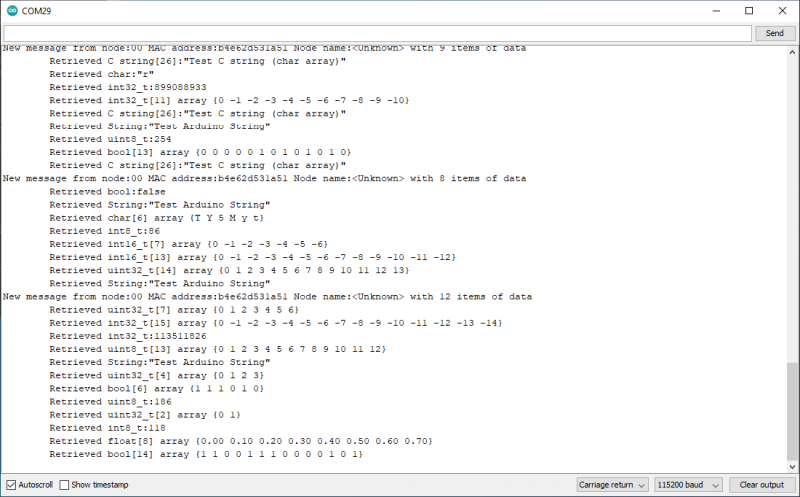 COM29
Send
New message from node:00 MAC address:b4e62d531a51 Node name:<Unknown> with 9 items of data
Retrieved C string[26]:"Test C string (char array)"
Retrieved char:"r"
Retrieved int32_t:899088933
Retrieved int32_t[11] array {0 -1 -2 -3 -4 -5 -6 -7 -8 -9 -10}
Retrieved C string[26]:"Test C string (char array)"
Retrieved String:"Test Arduino String"
Retrieved uint8_t:254
Retrieved bool[13] array {0 0 0 0 0 1 0 1 0 1 0 1 0}
Retrieved C string[26]:"Test C string (char array)"
New message from node:00 MAC address:b4e62d531a51 Node name:<Unknown> with 8 items of data
Retrieved bool:false
Retrieved String:"Test Arduino String"
Retrieved char[6] array {T Y 5 M y t}
Retrieved int8_t:86
Retrieved int16_t[7] array {0 -1 -2 -3 -4 -5 -6}
Retrieved int16_t[13] array {0 -1 -2 -3 -4 -5 -6 -7 -8 -9 -10 -11 -12}
Retrieved uint32_t[14] array {0 1 2 3 4 5 6 7 8 9 10 11 12 13}
Retrieved String:"Test Arduino String"
New message from node:00 MAC address:b4e62d531a51 Node name:<Unknown> with 12 items of data
Retrieved uint32_t[7] array {0 1 2 3 4 5 6}
Retrieved int32_t[15] array {0 -1 -2 -3 -4 -5 -6 -7 -8 -9 -10 -11 -12 -13 -14}
Retrieved int32_t:113511826
Retrieved uint8_t[13] array {0 1 2 3 4 5 6 7 8 9 10 11 12}
Retrieved String:"Test Arduino String"
Retrieved uint32_t[4] array {0 1 2 3}
Retrieved bool[6] array {1 1 1 0 1 0}
Retrieved uint8_t:186
Retrieved uint32_t[2] array {0 1}
Retrieved int8_t:118
Retrieved float[8] array {0.00 0.10 0.20 0.30 0.40 0.50 0.60 0.70}
Retrieved bool[14] array {1 1 0 0 1 1 1 0 0 0 0 1 0 1}
Autoscroll Show timestamp Carriage return 115200 baud Clear output